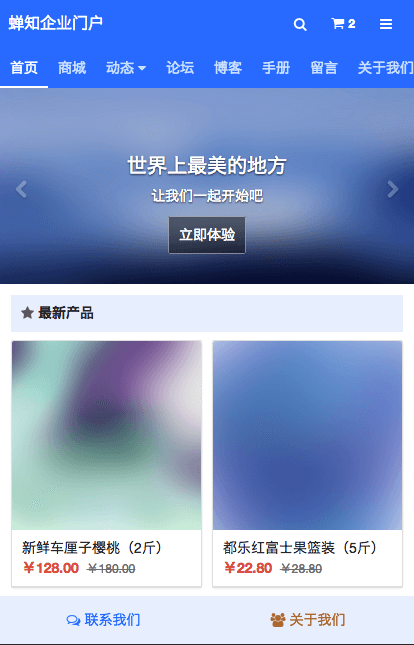 蝉知企业门户 2
首页 商城 动态 论坛 博客 手册 留言 关于我们
世界上最美的地方
让我们一起开始吧
立即体验
最新产品
新鲜车厘子樱桃（2斤）
￥128.00 ￥180.00
都乐红富士果篮装（5斤）
￥22.80 ￥28.80
联系我们 关于我们